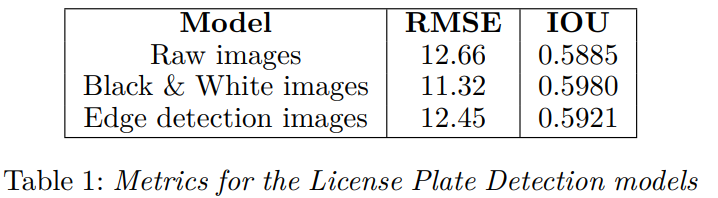 Model RMSE IOU
Raw images 12.66 0.5885
Black & White images 11.32 0.5980
Edge detection images 12.45 0.5921
Table 1: Metrics for the License Plate Detection models